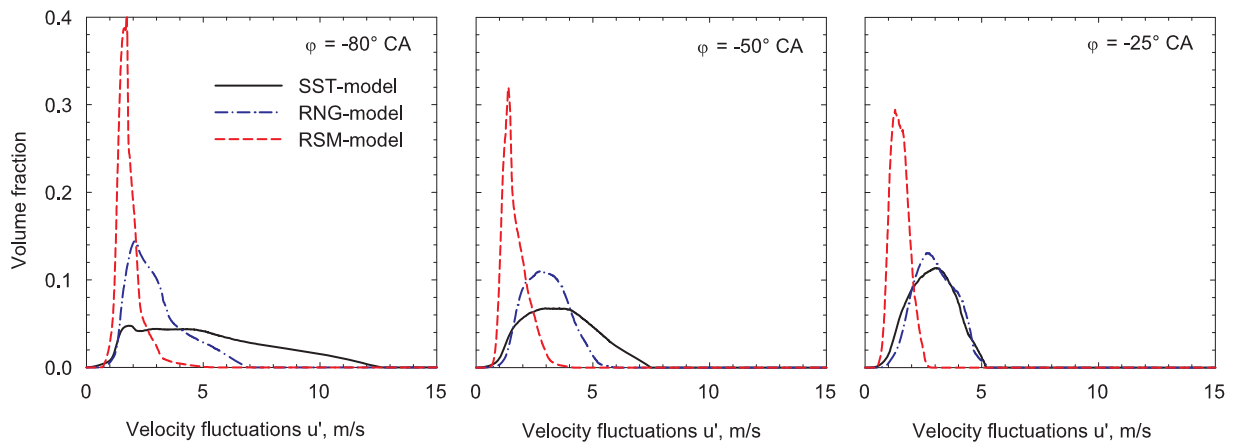 φ = -80° CA
φ = -50° CA
φ = -25° CA
SST-model
RNG-model
RSM-model
Volume fraction
0.4
0.3
0.2
0.1
0.0
0 5 10 15
0 5 10 15
0 5 10 15
Velocity fluctuations u', m/s
Velocity fluctuations u', m/s
Velocity fluctuations u', m/s